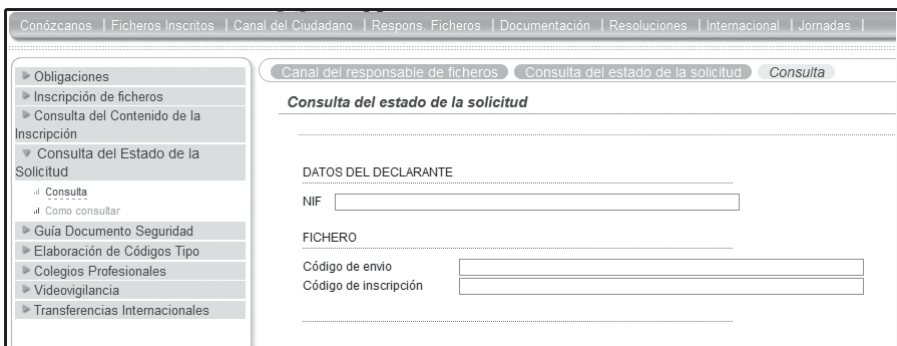 Conózcanos | Ficheros Inscritos | Canal del Ciudadano | Respons. Ficheros | Documentación | Resoluciones | Internacional | Jornadas |
Obligaciones
Inscripción de ficheros
Consulta del Contenido de la
Inscripción
Consulta del Estado de la
Solicitud
Consulta
Como consultar
Guía Documento Seguridad
Elaboración de Códigos Tipo
Colegios Profesionales
Videovigilancia
Transferencias Internacionales
Canal del responsable de ficheros Consulta del estado de la solicitud Consulta
Consulta del estado de la solicitud
DATOS DEL DECLARANTE
NIF
FICHERO
Código de envio
Código de inscripción